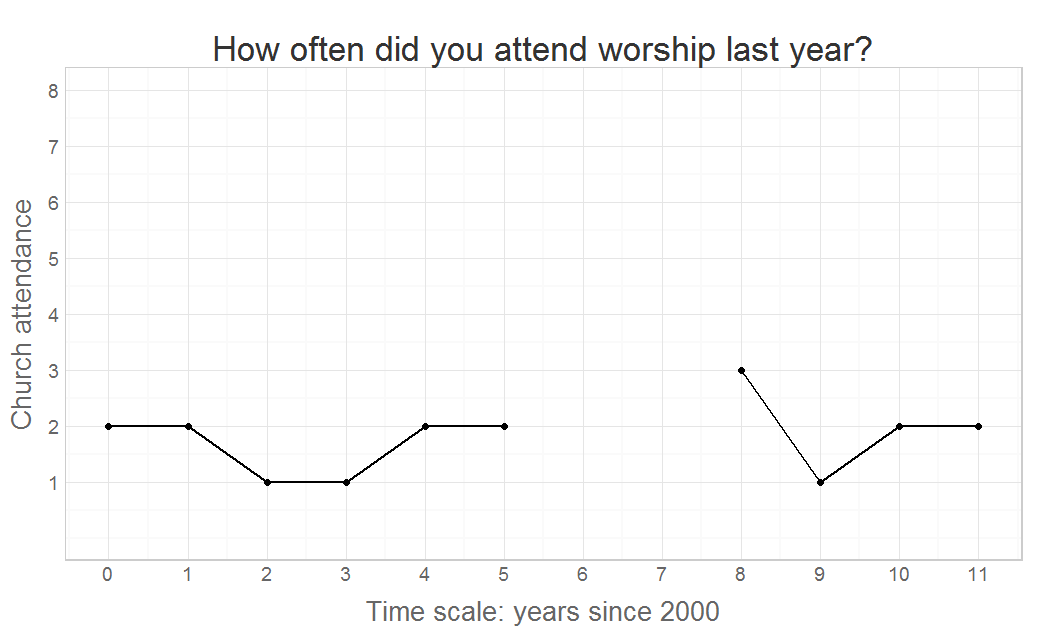 How often did you attend worship last year?
Church attendance
8
7
6
5
4
3
2
1
0 1 2 3 4 5 6 7 8 9 10 11
Time scale: years since 2000